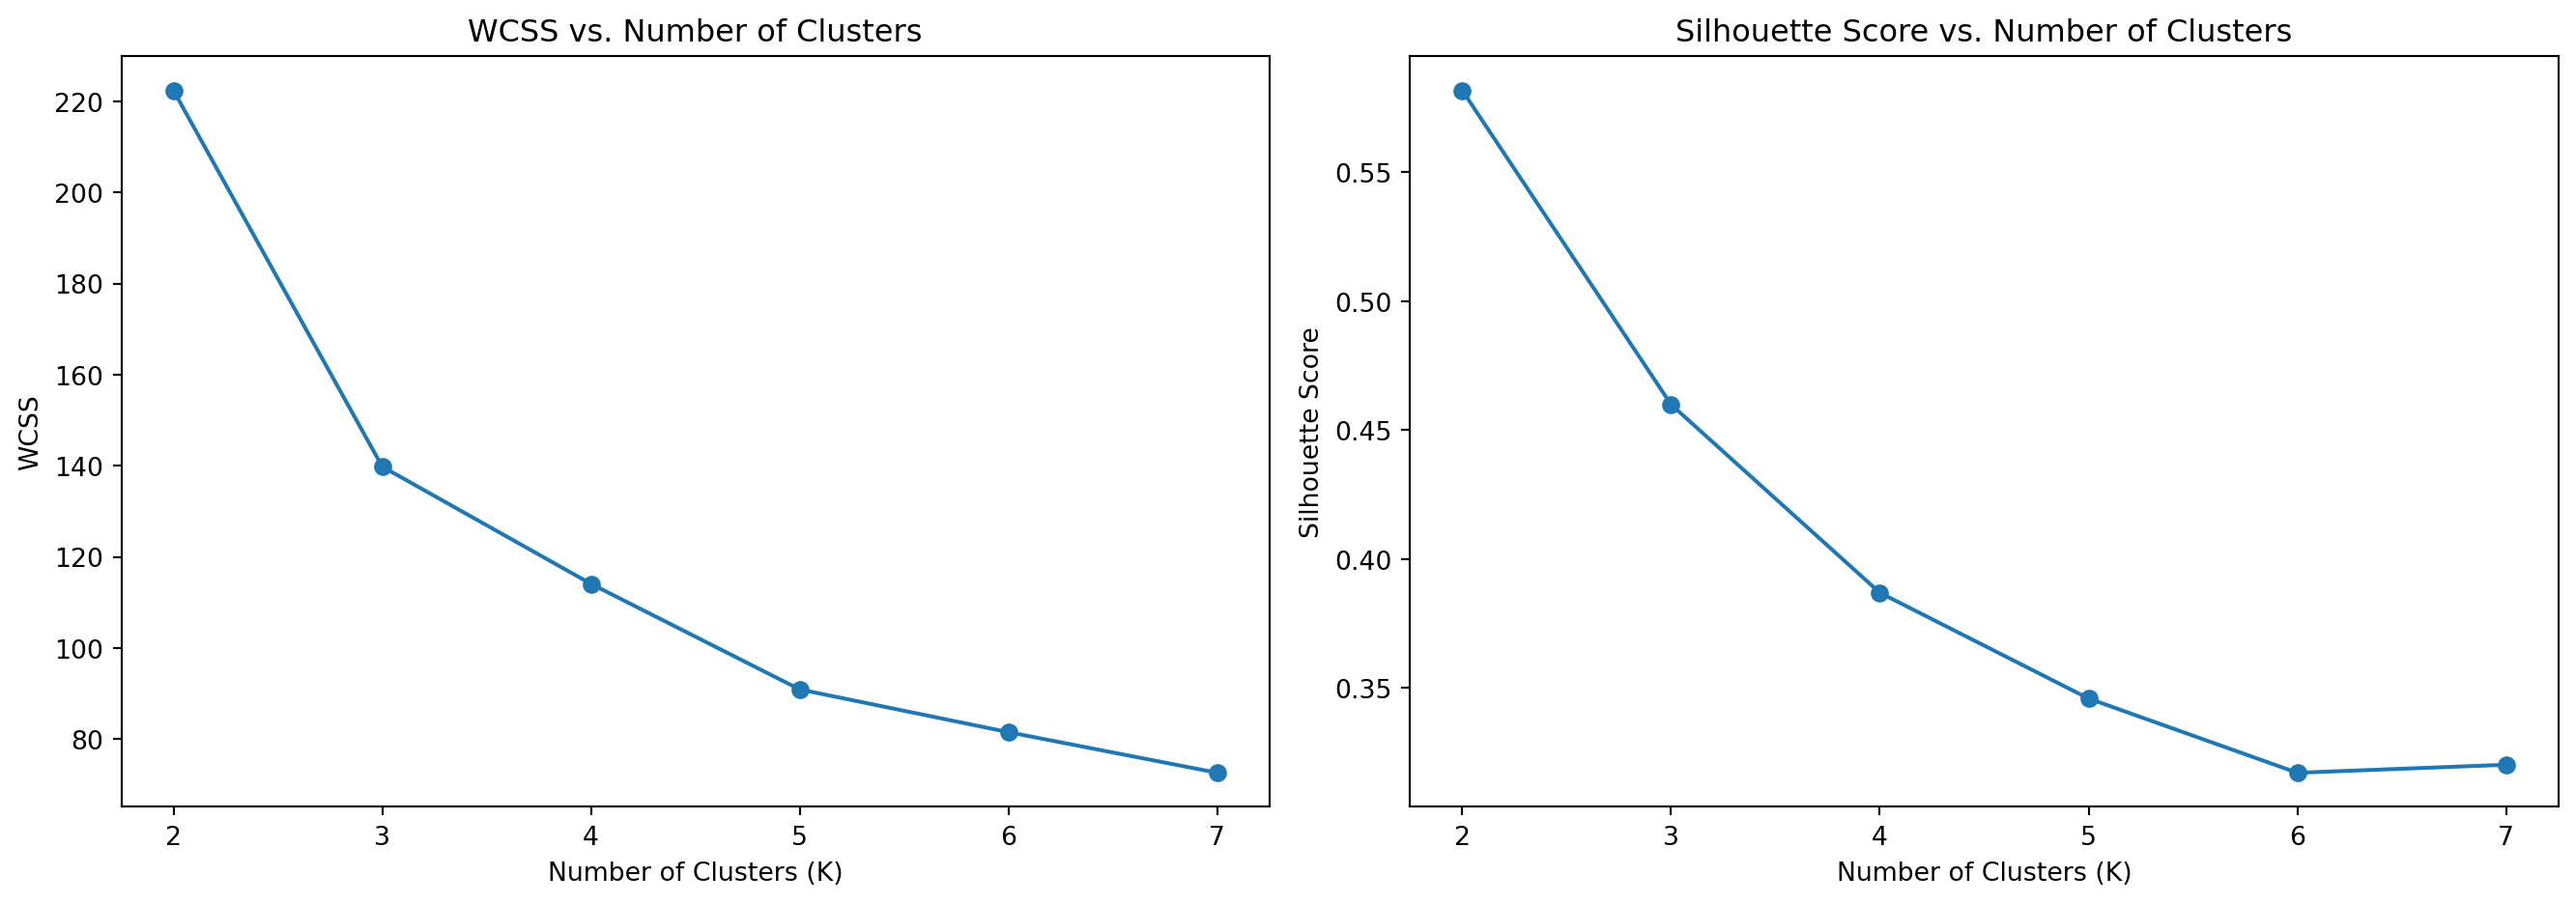 WCSS vs. Number of Clusters
220
200
180
160
140
120
100
80
WCSS
2 3 4 5 6 7
Number of Clusters (K)
Silhouette Score vs. Number of Clusters
0.55
0.50
0.45
0.40
0.35
Silhouette Score
2 3 4 5 6 7
Number of Clusters (K)